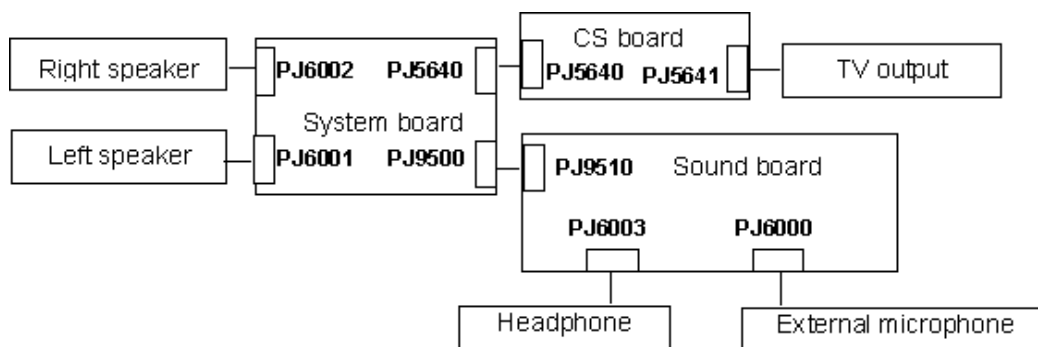 Right speaker
PJ6002 PJ5640
CS board
PJ5640 PJ5641
TV output
System board
Left speaker
PJ6001 PJ9500
PJ9510 Sound board
PJ6003 PJ6000
Headphone
External microphone